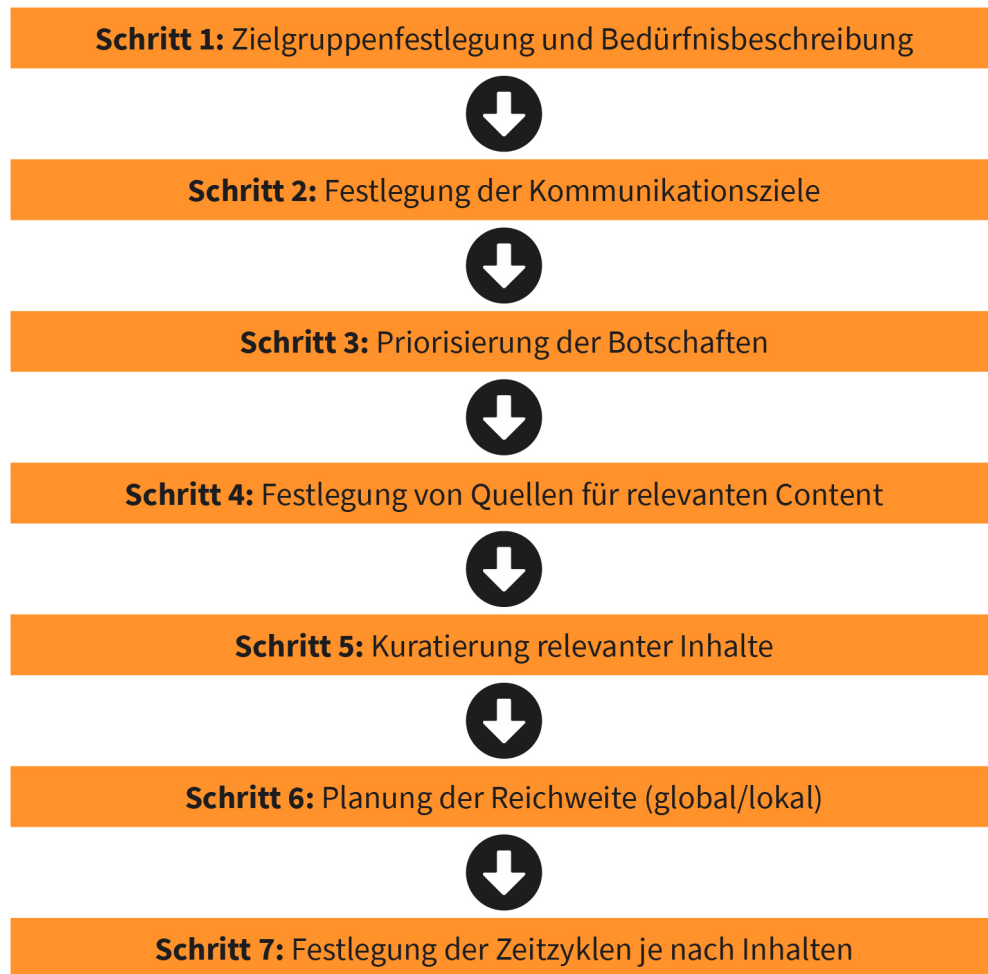 Schritt 1: Zielgruppenfestlegung und Bedürfnisbeschreibung
Schritt 2: Festlegung der Kommunikationsziele
Schritt 3: Priorisierung der Botschaften
Schritt 4: Festlegung von Quellen für relevanten Content
Schritt 5: Kuratierung relevanter Inhalte
Schritt 6: Planung der Reichweite (global/lokal)
Schritt 7: Festlegung der Zeitzyklen je nach Inhalten